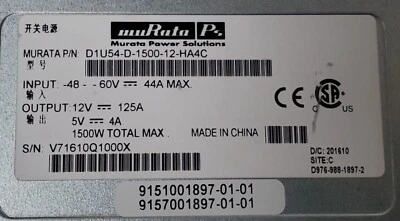 开关电源
muRata Ps
Murata Power Solutions
MURATA P/N: D1U54-D-1500-12-HA4C
型号
INPUT: -48 - -60V ⎓ 44A MAX.
输入
OUTPUT: 12V ⎓ 125A
输出 5V ⎓ 4A
1500W TOTAL MAX.
MADE IN CHINA
S/N: V71610Q1000X
CE
SA
D/C: 201610
SITE:C
D976-988-1897-2
9151001897-01-01
9157001897-01-01